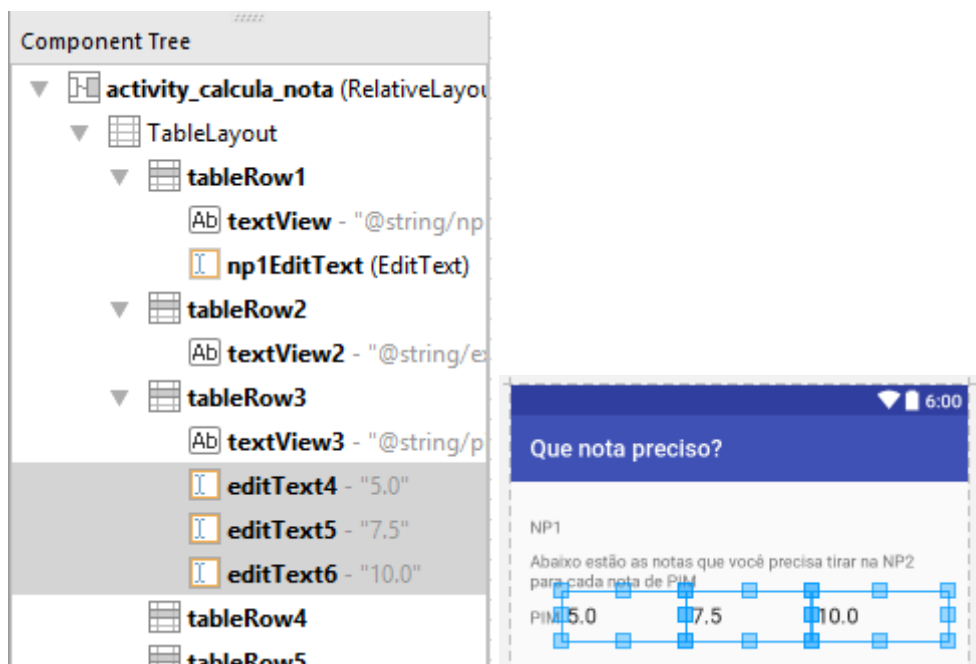 Component Tree
activity_calcula_nota (RelativeLayou
TableLayout
tableRow1
Ab textView - "@string/np
np1EditText (EditText)
tableRow2
Ab textView2 - "@string/ex
tableRow3
Ab textView3 - "@string/p
editText4 - "5.0"
editText5 - "7.5"
editText6 - "10.0"
tableRow4
tableRow5
6:00
Que nota preciso?
NP1
Abaixo estão as notas que você precisa tirar na NP2
para cada nota de PIM
PIM 5.0 7.5 10.0